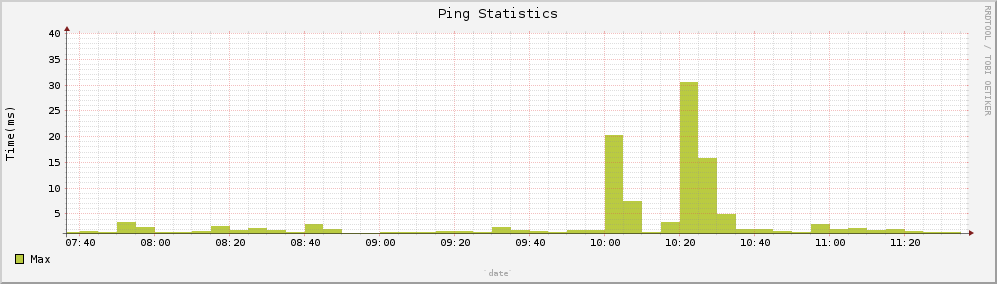 Ping Statistics
RRDTOOL / TOBI OETIKER
Time(ms)
40
35
30
25
20
15
10
5
07:40 08:00 08:20 08:40 09:00 09:20 09:40 10:00 10:20 10:40 11:00 11:20
Max
`date`